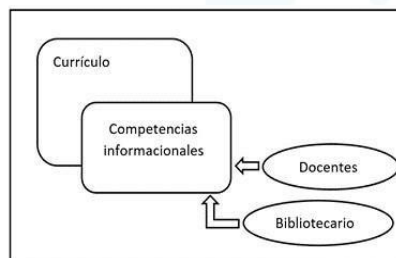 Currículo
Competencias
informacionales
Docentes
Bibliotecario